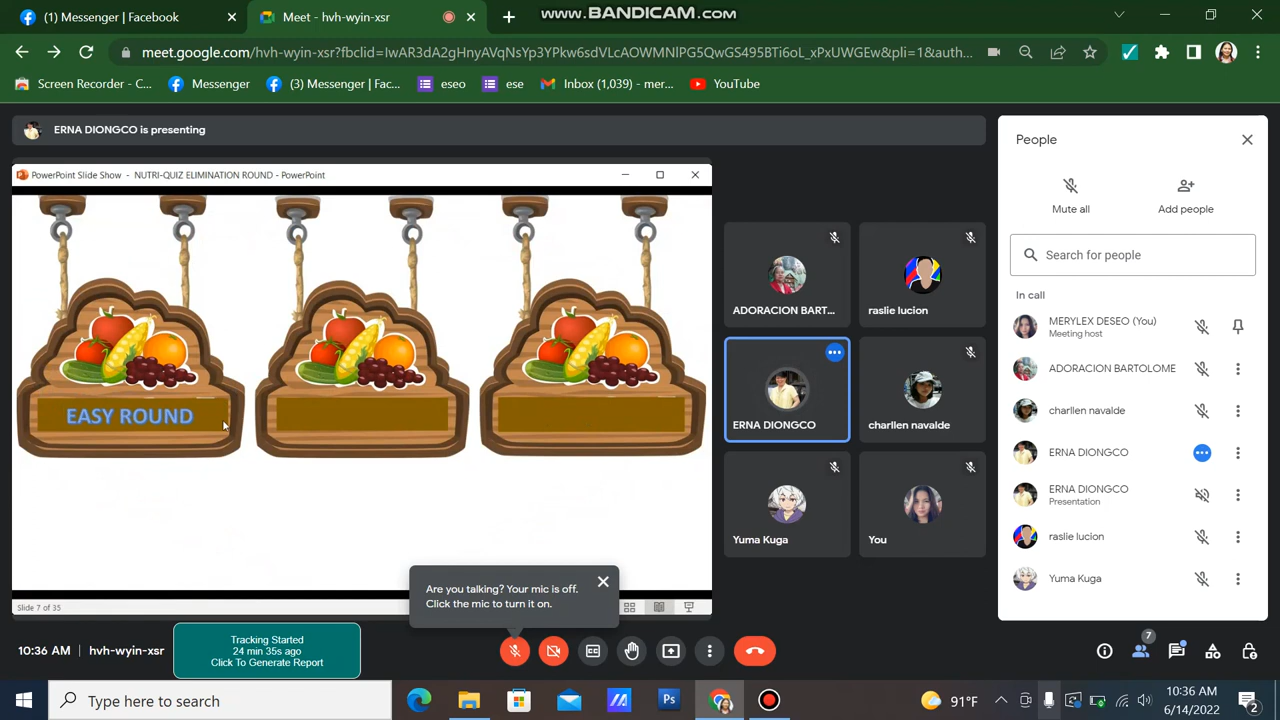 (1) Messenger | Facebook
Meet - hvh-wyin-xsr
www.BANDICAM.com
meet.google.com/hvh-wyin-xsr?fbclid=IwAR3dA2gHnyAVqNsYp3YPkw6sdVLcAOWMNlPG5QwGS495BTi6oL_xPxUWGEw&pli=1&auth...
Screen Recorder - C...
Messenger
(3) Messenger | Fac...
eseo
ese
Inbox (1,039) - mer...
YouTube
ERNA DIONGCO is presenting
PowerPoint Slide Show - NUTRI-QUIZ ELIMINATION ROUND - PowerPoint
EASY ROUND
Slide 7 of 35
ADORACION BART...
raslie lucion
ERNA DIONGCO
charllen navalde
Yuma Kuga
You
People
Mute all
Add people
Search for people
In call
MERYLEX DESEO (You)
Meeting host
ADORACION BARTOLOME
charllen navalde
ERNA DIONGCO
ERNA DIONGCO
Presentation
raslie lucion
Yuma Kuga
Are you talking? Your mic is off.
Click the mic to turn it on.
10:36 AM
hvh-wyin-xsr
Tracking Started
24 min 35s ago
Click To Generate Report
7
Type here to search
Ps
91°F
10:36 AM
6/14/2022
2